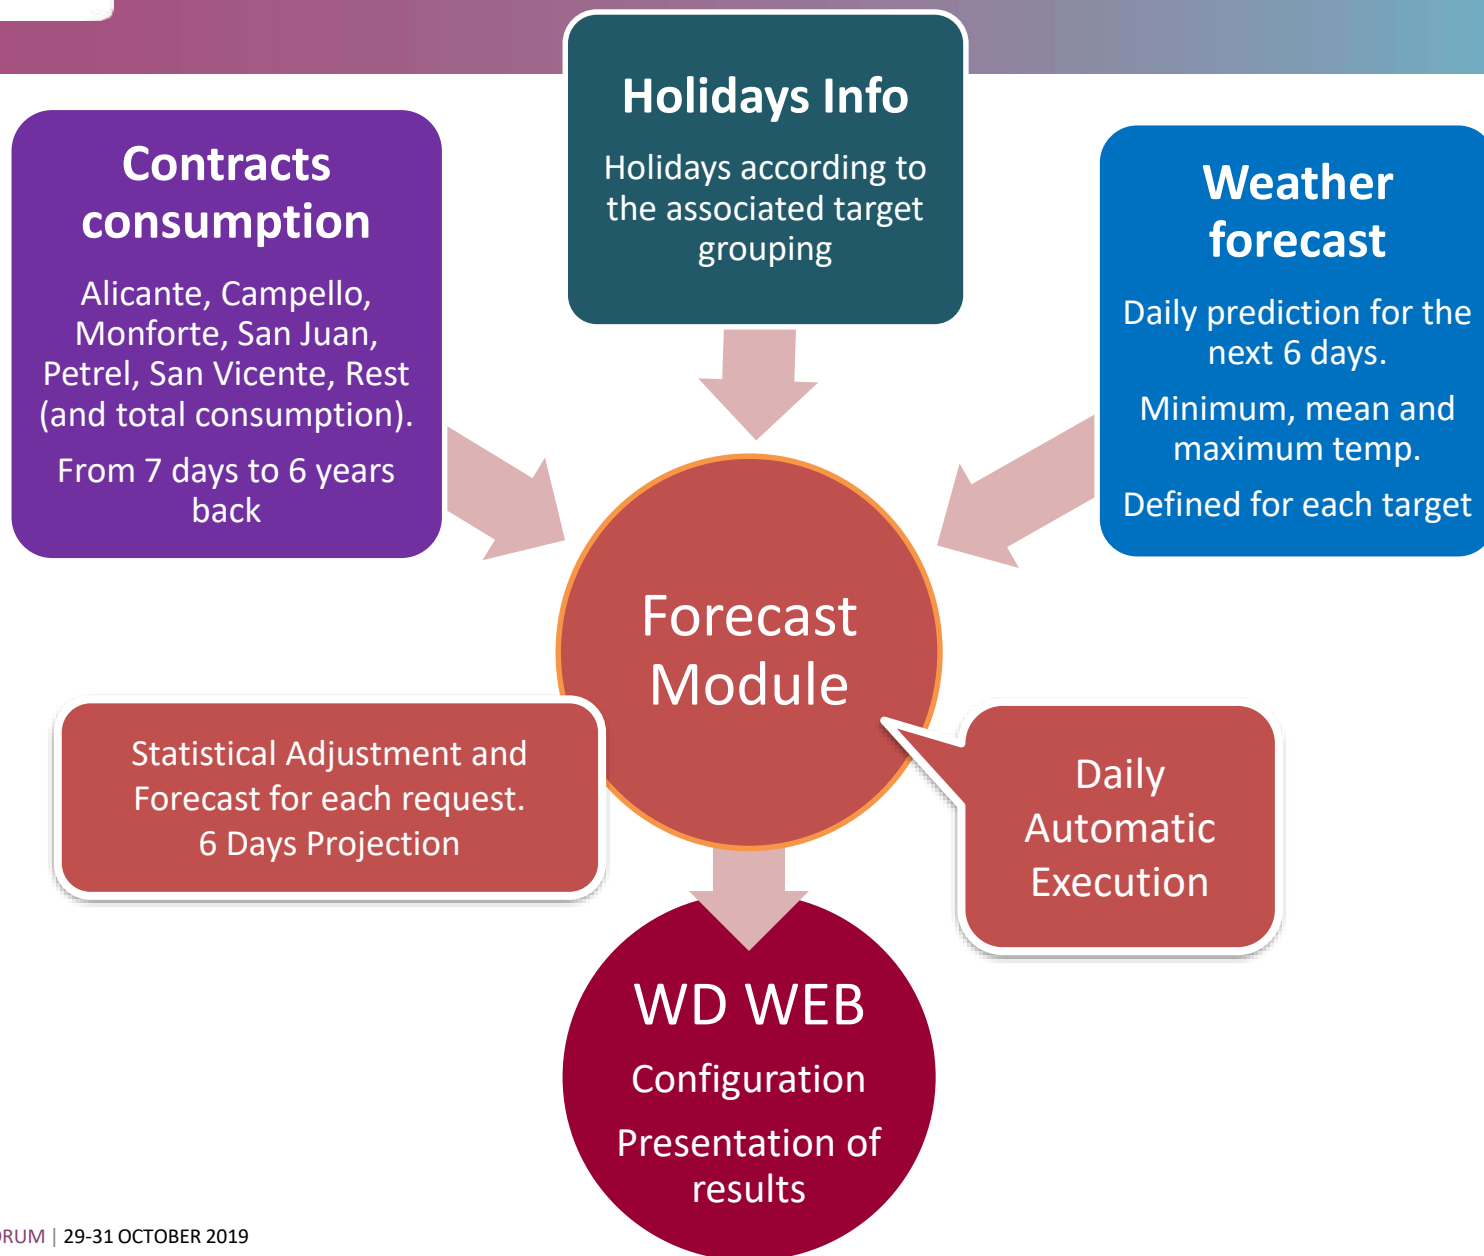 Holidays Info
Holidays according to
the associated target
grouping
Contracts
consumption
Alicante, Campello,
Monforte, San Juan,
Petrel, San Vicente, Rest
(and total consumption).
From 7 days to 6 years
back
Weather
forecast
Daily prediction for the
next 6 days.
Minimum, mean and
maximum temp.
Defined for each target
Forecast
Module
Statistical Adjustment and
Forecast for each request.
6 Days Projection
Daily
Automatic
Execution
WD WEB
Configuration
Presentation of
results
| 29-31 OCTOBER 2019